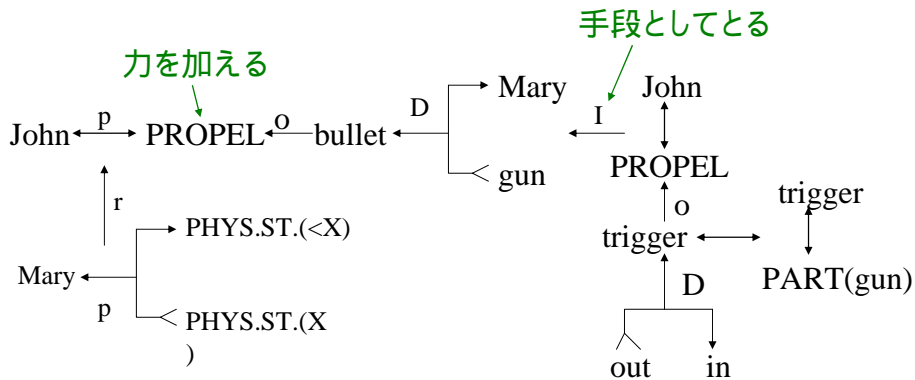 手段としてとる
力を加える
John
p
PROPEL
o
bullet
D
Mary
gun
I
John
PROPEL
o
trigger
trigger
PART(gun)
D
out
in
r
PHYS.ST.(<X)
Mary
p
PHYS.ST.(X
)